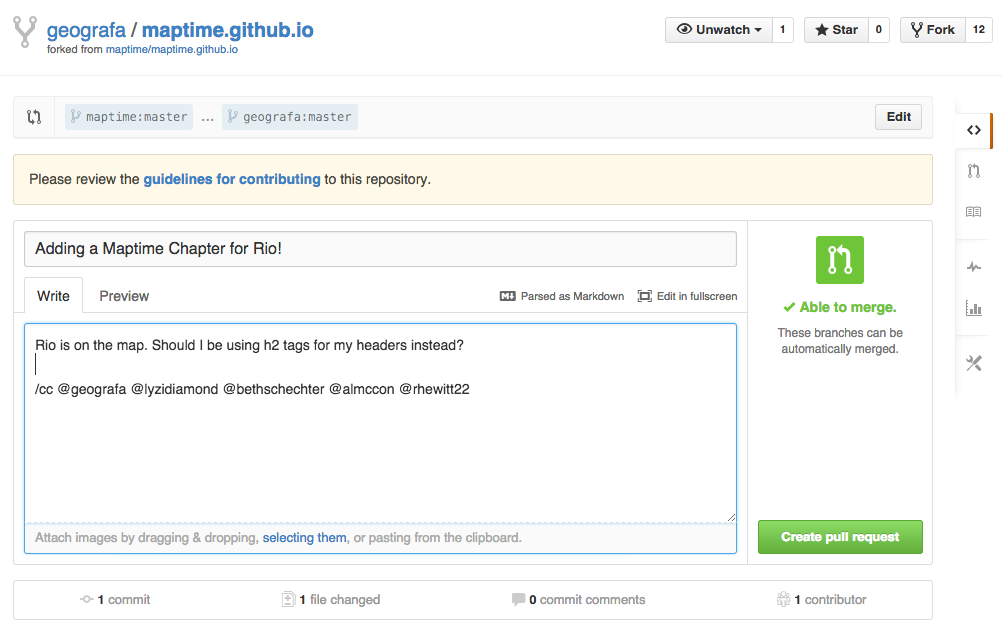 geografa / maptime.github.io
forked from maptime/maptime.github.io
Unwatch 1
Star 0
Fork 12
maptime:master ... geografa:master
Edit
Please review the guidelines for contributing to this repository.
Adding a Maptime Chapter for Rio!
Write Preview
Parsed as Markdown Edit in fullscreen
Rio is on the map. Should I be using h2 tags for my headers instead?
/cc @geografa @lyzidiamond @bethschechter @almccon @rhewitt22
Attach images by dragging & dropping, selecting them, or pasting from the clipboard.
Able to merge.
These branches can be
automatically merged.
Create pull request
1 commit
1 file changed
0 commit comments
1 contributor